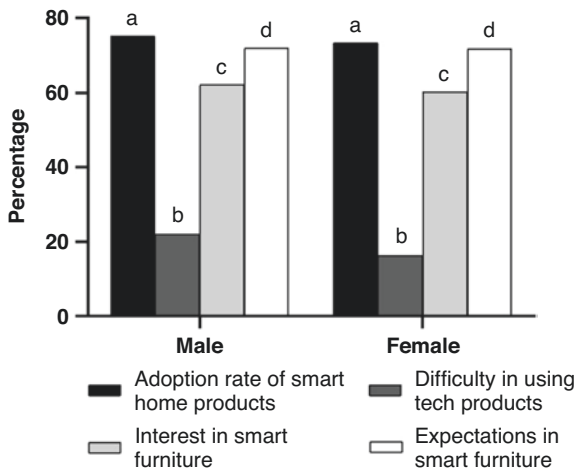 80
60
40
20
0
Percentage
a
b
c
d
a
b
c
d
Male
Female
Adoption rate of smart
home products
Difficulty in using
tech products
Interest in smart
furniture
Expectations in
smart furniture